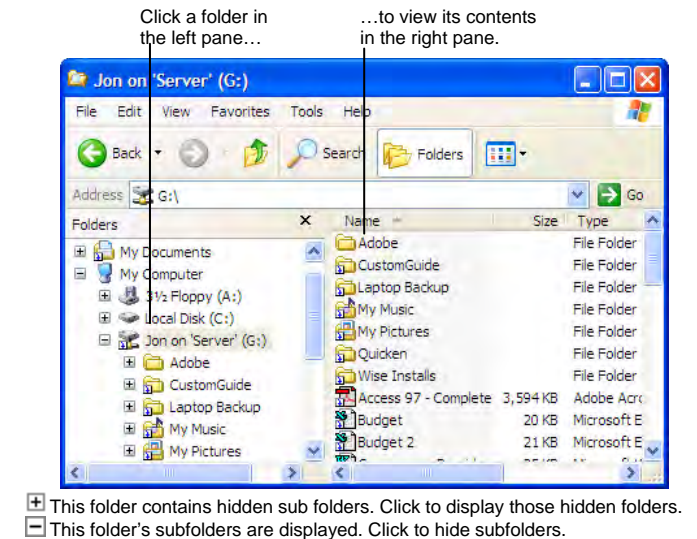 Click a folder in
the left pane…
…to view its contents
in the right pane.
Jon on 'Server' (G:)
File Edit View Favorites Tools Help
Back Search Folders
Address G:\ Go
Folders × Name Size Type
My Documents
My Computer
3½ Floppy (A:)
Local Disk (C:)
Jon on 'Server' (G:)
Adobe
CustomGuide
Laptop Backup
My Music
My Pictures
Adobe File Folder
CustomGuide File Folder
Laptop Backup File Folder
My Music File Folder
My Pictures File Folder
Quicken File Folder
Wise Installs File Folder
Access 97 - Complete 3,594 KB Adobe Acro
Budget 20 KB Microsoft E
Budget 2 21 KB Microsoft E
This folder contains hidden sub folders. Click to display those hidden folders.
This folder's subfolders are displayed. Click to hide subfolders.